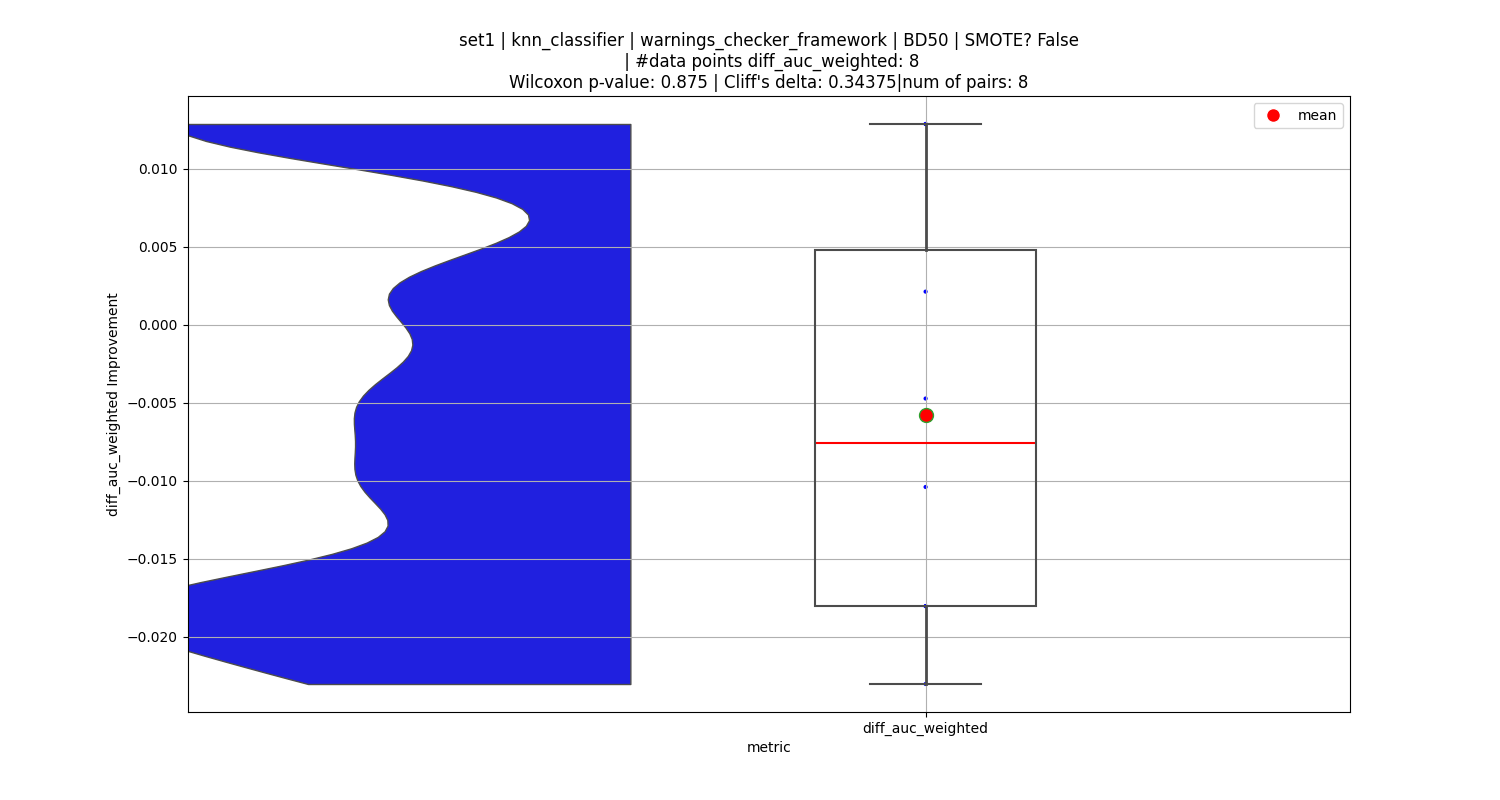 set1 | knn_classifier | warnings_checker_framework | BD50 | SMOTE? False
| #data points diff_auc_weighted: 8
Wilcoxon p-value: 0.875 | Cliff's delta: 0.34375|num of pairs: 8
mean
0.010
0.005
0.000
−0.005
−0.010
−0.015
−0.020
diff_auc_weighted Improvement
diff_auc_weighted
metric